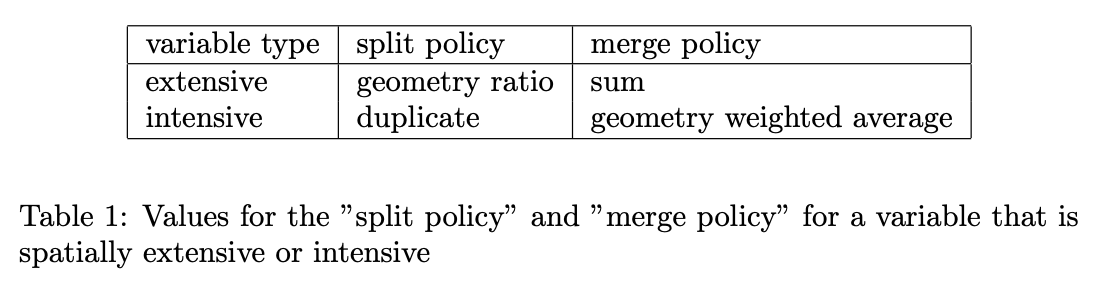 variable type split policy merge policy
extensive geometry ratio sum
intensive duplicate geometry weighted average
Table 1: Values for the ”split policy” and ”merge policy” for a variable that is
spatially extensive or intensive